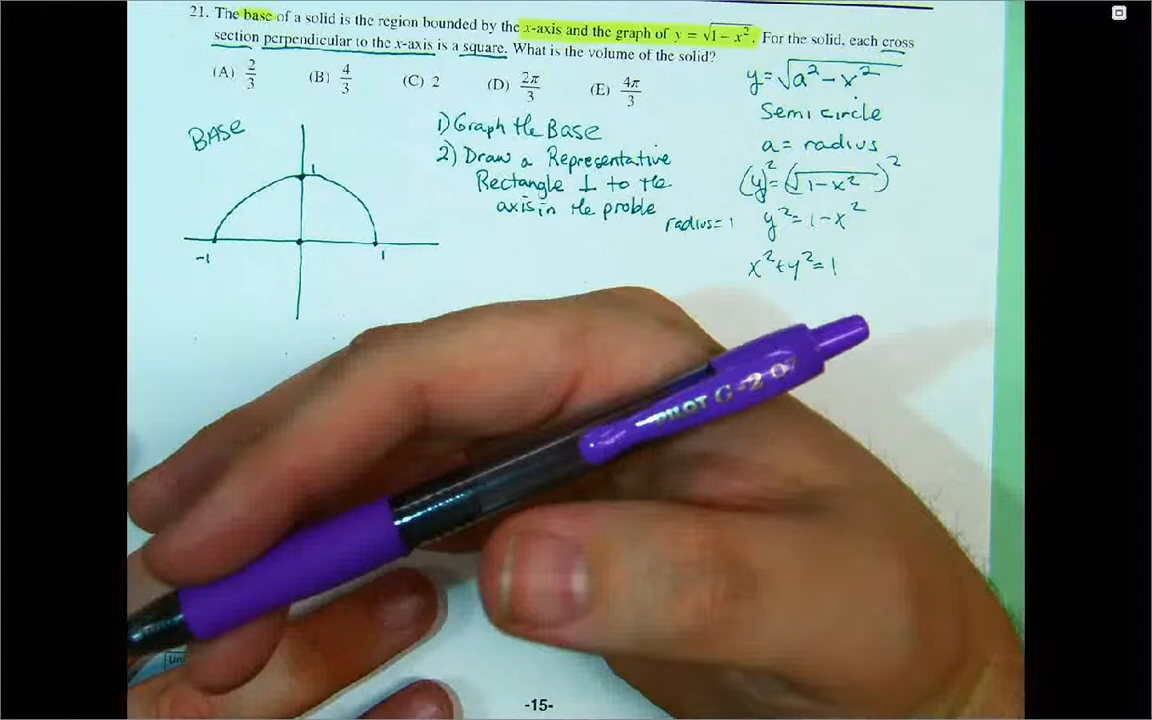 21. The base of a solid is the region bounded by the x-axis and the graph of y = √(1 − x²). For the solid, each cross
section perpendicular to the x-axis is a square. What is the volume of the solid?
(A) 2/3 (B) 4/3 (C) 2 (D) 2π/3 (E) 4π/3
y = √(a² − x²)
Semi circle
a = radius
(y)² = (√(1 − x²))²
radius = 1 y² = 1 − x²
x² + y² = 1
1) Graph the Base
2) Draw a Representative
Rectangle ⊥ to the
axis in the proble
BASE
1
-1 1
PILOT G-2 07
-15-